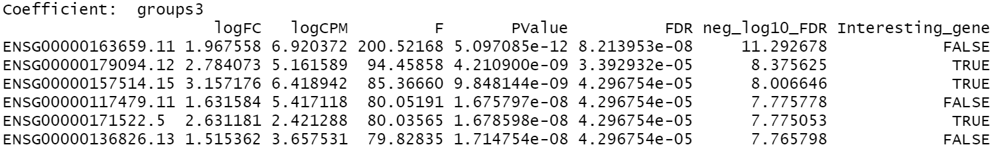 Coefficient:  groups3
                      logFC   logCPM         F       PValue          FDR neg_log10_FDR Interesting_gene
ENSG00000163659.11 1.967558 6.920372 200.52168 5.097085e-12 8.213953e-08     11.292678            FALSE
ENSG00000179094.12 2.784073 5.161589  94.45858 4.210900e-09 3.392932e-05      8.375625             TRUE
ENSG00000157514.15 3.157176 6.418942  85.36660 9.848144e-09 4.296754e-05      8.006646             TRUE
ENSG00000117479.11 1.631584 5.417118  80.05191 1.675797e-08 4.296754e-05      7.775778            FALSE
ENSG00000171522.5  2.631181 2.421288  80.03565 1.678598e-08 4.296754e-05      7.775053             TRUE
ENSG00000136826.13 1.515362 3.657531  79.82835 1.714754e-08 4.296754e-05      7.765798            FALSE